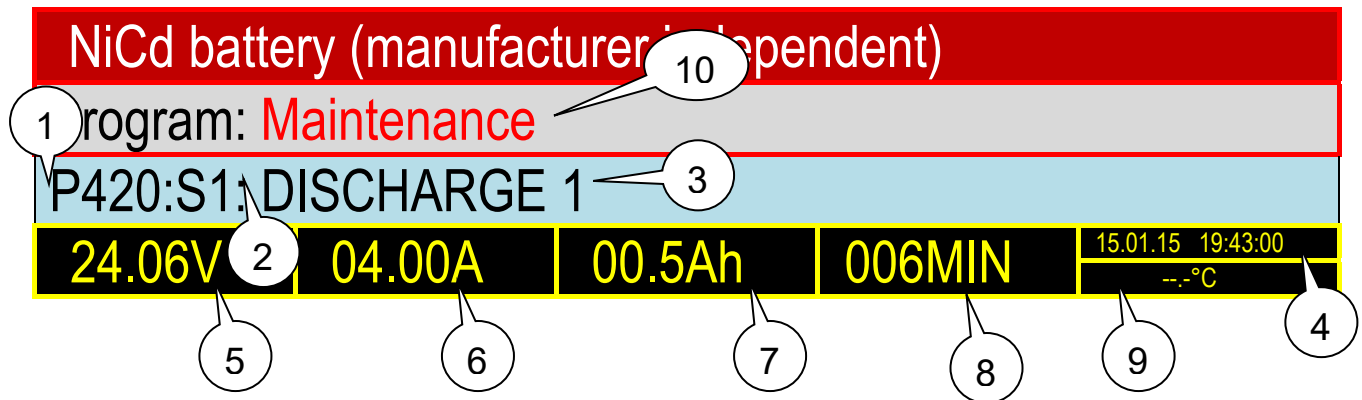 NiCd battery (manufacturer independent)
10
1 rogram: Maintenance
P420:S1: DISCHARGE 1 3
24.06V 2 04.00A 00.5Ah 006MIN 15.01.15 19:43:00
--.-°C
5 6 7 8 9 4